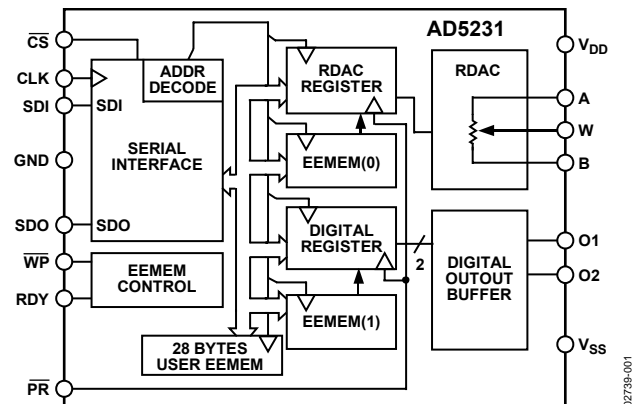 AD5231
CS
CLK
SDI
GND
SDO
WP
RDY
PR
SDI
SDO
ADDR
DECODE
SERIAL
INTERFACE
EEMEM
CONTROL
28 BYTES
USER EEMEM
RDAC
REGISTER
EEMEM(0)
DIGITAL
REGISTER
EEMEM(1)
2
RDAC
DIGITAL
OUTOUT
BUFFER
VDD
A
W
B
O1
O2
VSS
02739-001